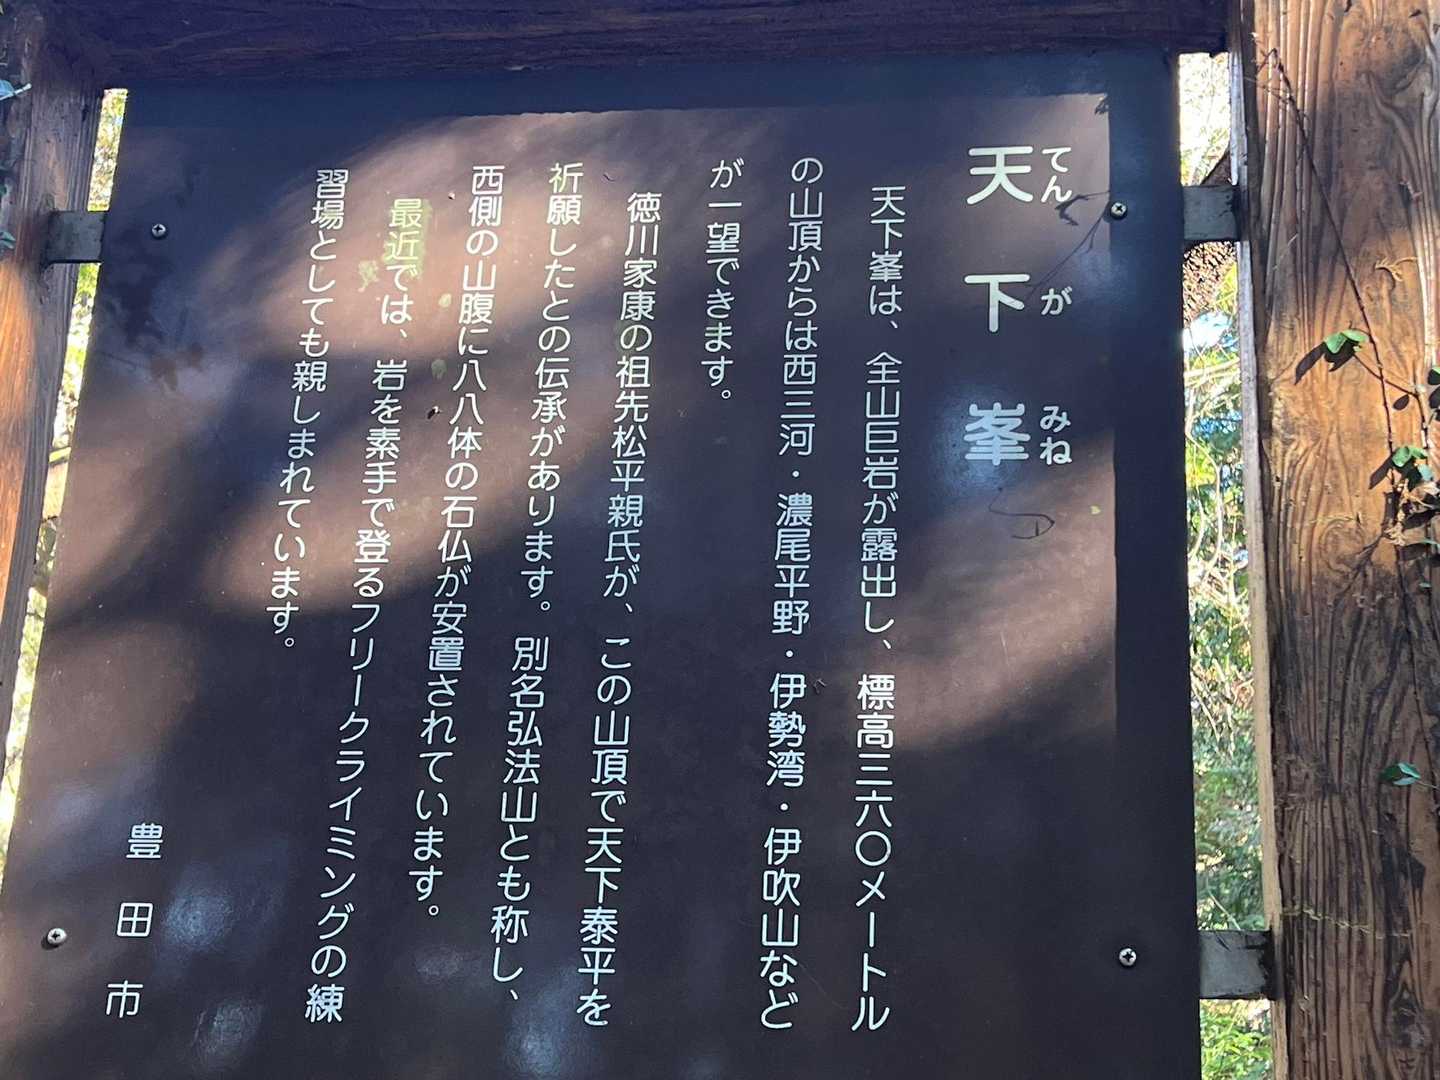 天下峯
てんがみね
天下峯は、全山巨岩が露出し、標高三六〇メートル
の山頂からは西三河・濃尾平野・伊勢湾・伊吹山など
が一望できます。
徳川家康の祖先松平親氏が、この山頂で天下泰平を
祈願したとの伝承があります。別名弘法山とも称し、
西側の山腹に八八体の石仏が安置されています。
最近では、岩を素手で登るフリークライミングの練
習場としても親しまれています。
豊田市